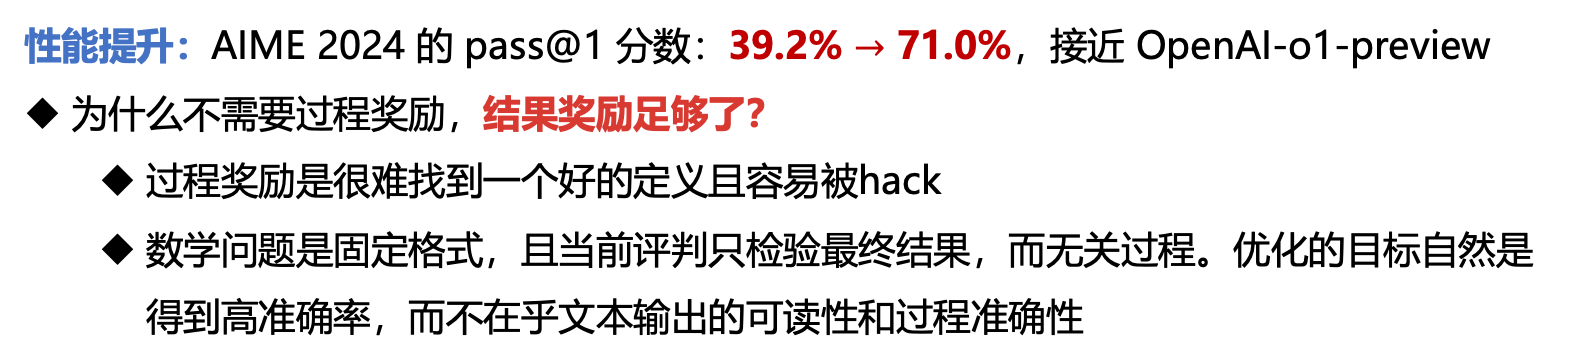 性能提升：AIME 2024 的 pass@1 分数：39.2% → 71.0%，接近 OpenAI-o1-preview
◆ 为什么不需要过程奖励，结果奖励足够了？
◆ 过程奖励是很难找到一个好的定义且容易被hack
◆ 数学问题是固定格式，且当前评判只检验最终结果，而无关过程。优化的目标自然是
得到高准确率，而不在乎文本输出的可读性和过程准确性